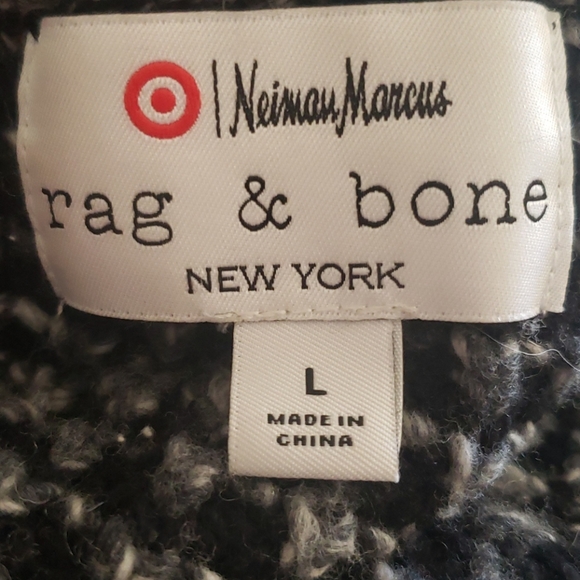 | Neiman Marcus
rag & bone
NEW YORK
L
MADE IN
CHINA